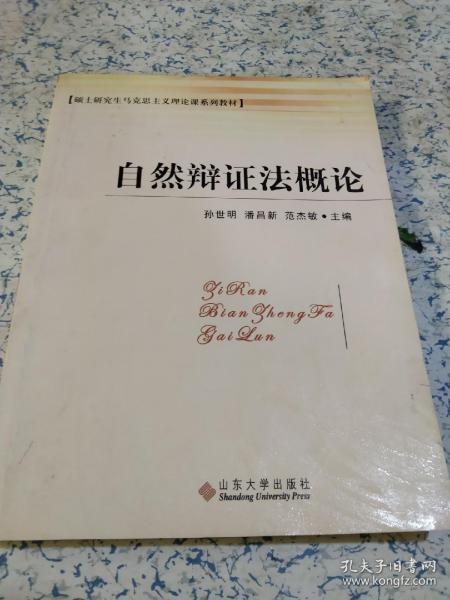 【硕士研究生马克思主义理论课系列教材】
自然辩证法概论
孙世明 潘昌新 范杰敏·主编
ZiRan
BianZhengFa
GaiLun
山东大学出版社
Shandong University Press
孔夫子旧书网
www.kongfz.com